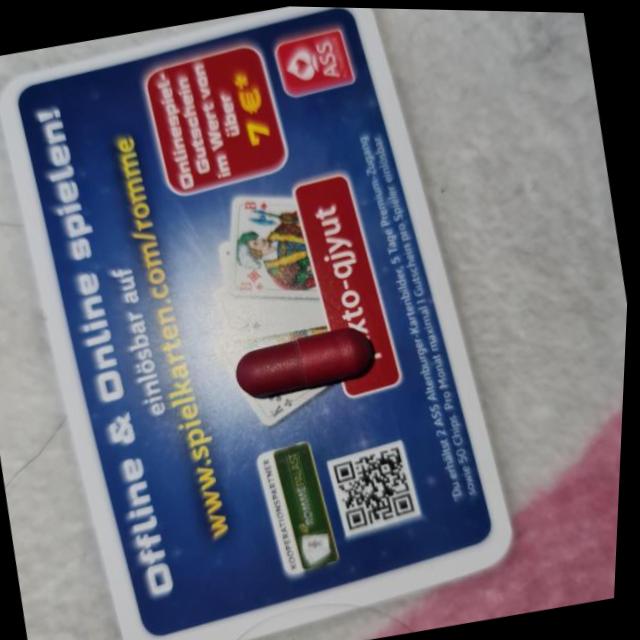 Offline & Online spielen!
einlösbar auf
www.spielkarten.com/romme
Onlinespiel-
Gutschein
im Wert von
über
7 €*
ASS
xto-qjyut
KOOPERATIONSPARTNER
Du erhältst 2 ASS Altenburger Kartenbilder, 5 Tage Premium-Zugang
sowie 50 Chips. Pro Monat maximal 1 Gutschein pro Spieler einlösbar.